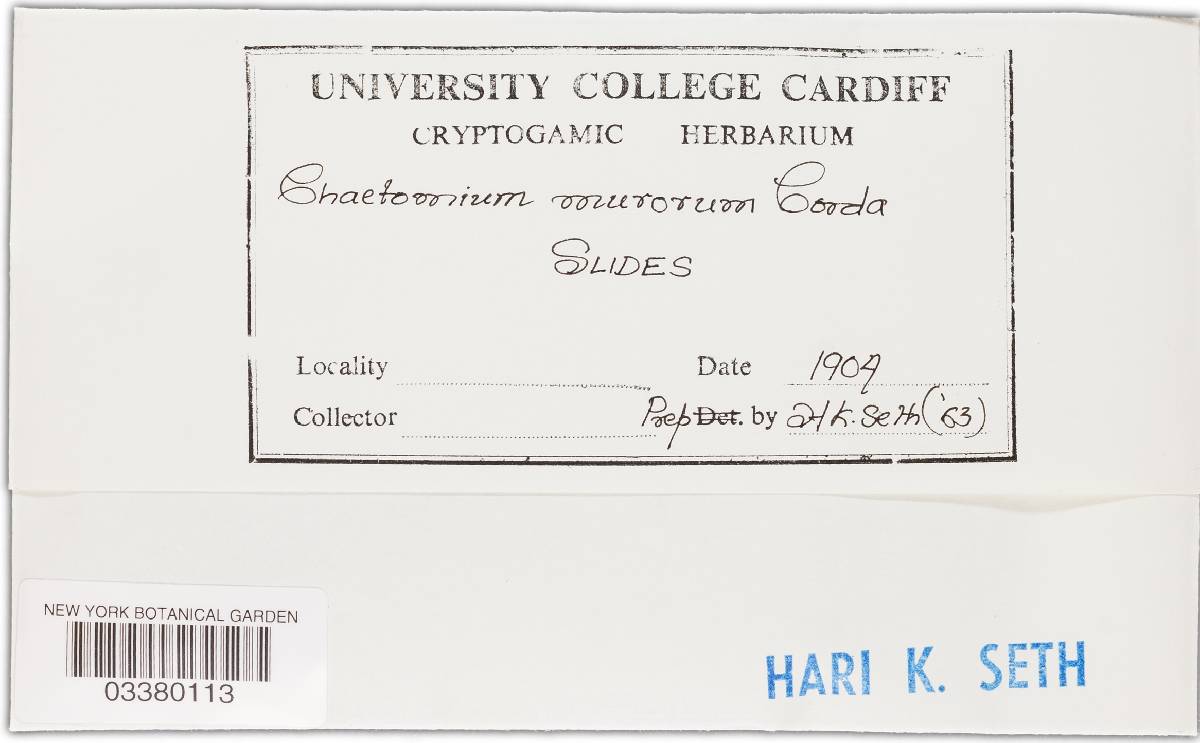 UNIVERSITY COLLEGE CARDIFF
CRYPTOGAMIC HERBARIUM
Chaetomium murorum Corda
SLIDES
Locality Date 1909
Collector Prep Det. by H K. Seth ('63)
NEW YORK BOTANICAL GARDEN
03380113
HARI K. SETH